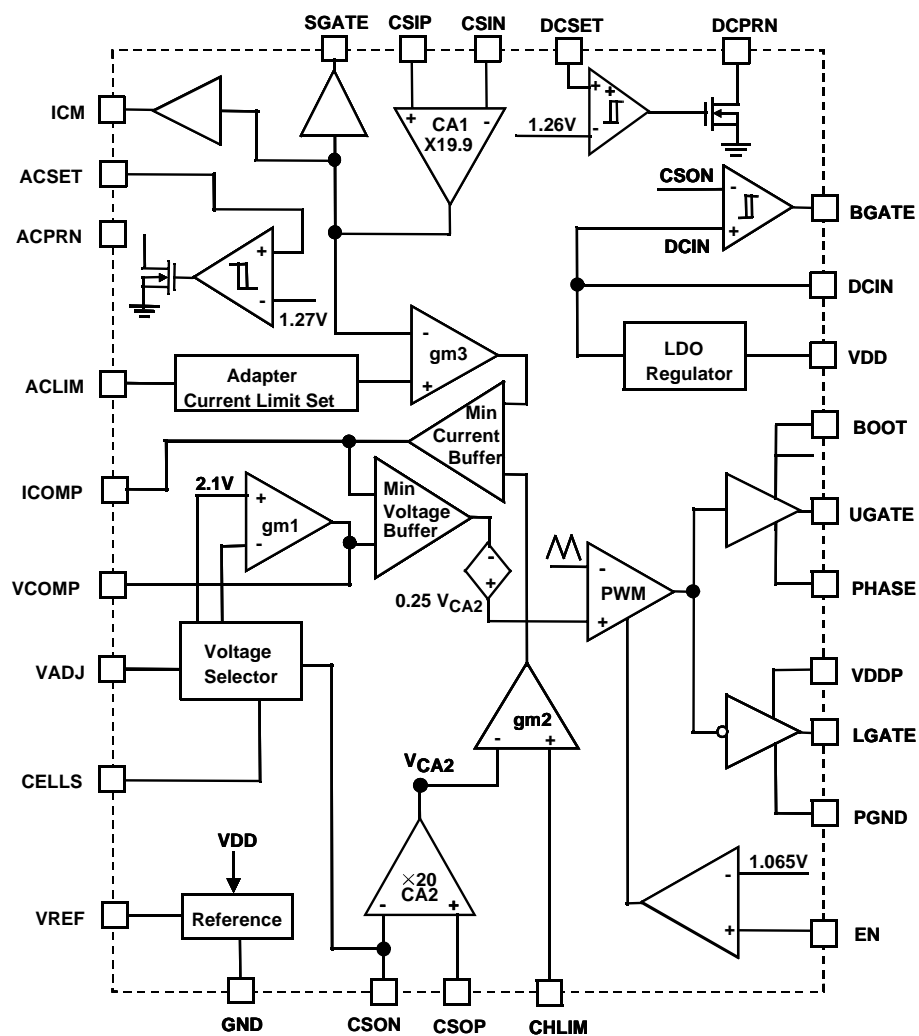 SGATE CSIP CSIN DCSET DCPRN
ICM
CA1
X19.9
+ -
+
+
-
1.26V
ACSET
CSON
-
BGATE
ACPRN
DCIN
+
+
-
1.27V
DCIN
-
gm3
+
LDO
Regulator
VDD
ACLIM
Adapter
Current Limit Set
Min
Current
Buffer
BOOT
ICOMP
2.1V
+
gm1
-
Min
Voltage
Buffer
UGATE
-
+
0.25 VCA2
-
PWM
+
VCOMP
PHASE
VADJ
Voltage
Selector
VDDP
gm2
- +
LGATE
VCA2
CELLS
PGND
VDD
×20
CA2
- +
1.065V
-
VREF
Reference
+
EN
GND CSON CSOP CHLIM